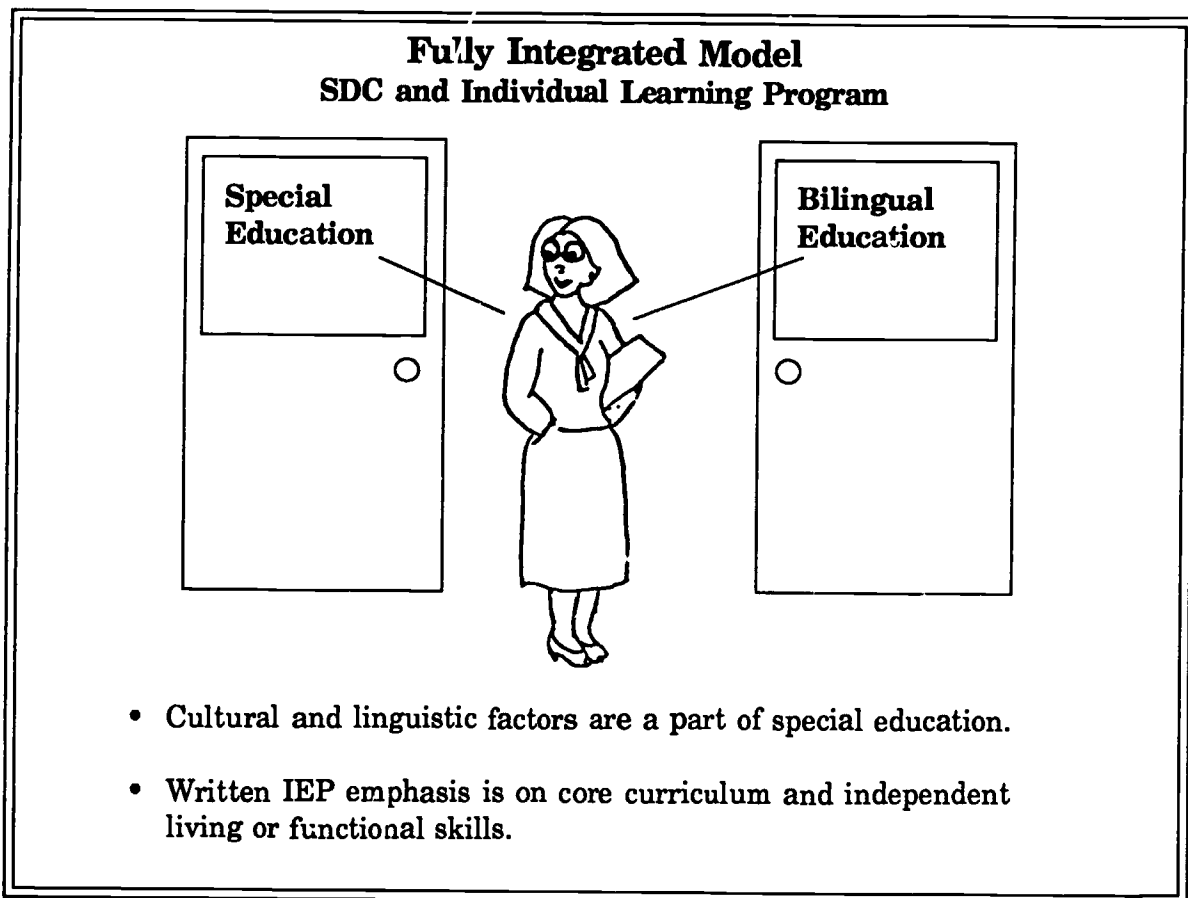 Fully Integrated Model
SDC and Individual Learning Program
Special
Education
Bilingual
Education
• Cultural and linguistic factors are a part of special education.
• Written IEP emphasis is on core curriculum and independent
living or functional skills.